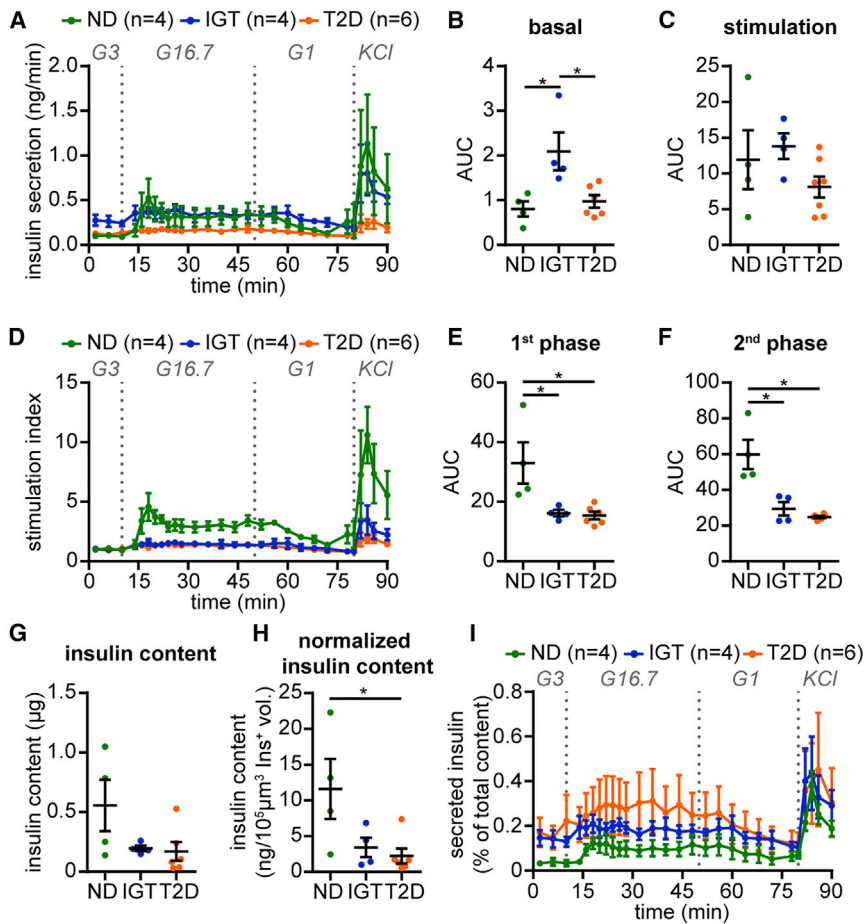 A ND (n=4) IGT (n=4) T2D (n=6)
G3 G16.7 G1 KCl
insulin secretion (ng/min)
2.0
1.5
1.0
0.5
0.0
2 15 30 45 60 75 90
time (min)
B basal
AUC
4
3
2
1
0
* *
ND IGT T2D
C stimulation
AUC
25
20
15
10
5
0
ND IGT T2D
D ND (n=4) IGT (n=4) T2D (n=6)
G3 G16.7 G1 KCl
stimulation index
15
10
5
0
2 15 30 45 60 75 90
time (min)
E 1st phase
AUC
60
40
20
0
*
*
ND IGT T2D
F 2nd phase
AUC
100
80
60
40
20
0
*
*
ND IGT T2D
G insulin content
insulin content (µg)
1.5
1.0
0.5
0
ND IGT T2D
H normalized
insulin content
insulin content
(ng/10⁵µm³ Ins⁺ vol.)
25
20
15
10
5
0
*
ND IGT T2D
I ND (n=4) IGT (n=4) T2D (n=6)
G3 G16.7 G1 KCl
secreted insulin
(% of total content)
0.8
0.6
0.4
0.2
0.0
2 15 30 45 60 75 90
time (min)